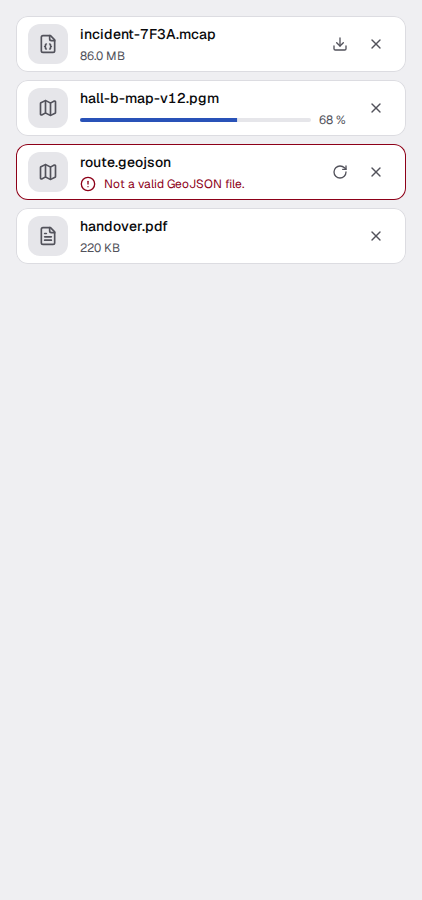 incident-7F3A.mcap
86.0 MB
hall-b-map-v12.pgm
68 %
route.geojson
Not a valid GeoJSON file.
handover.pdf
220 KB